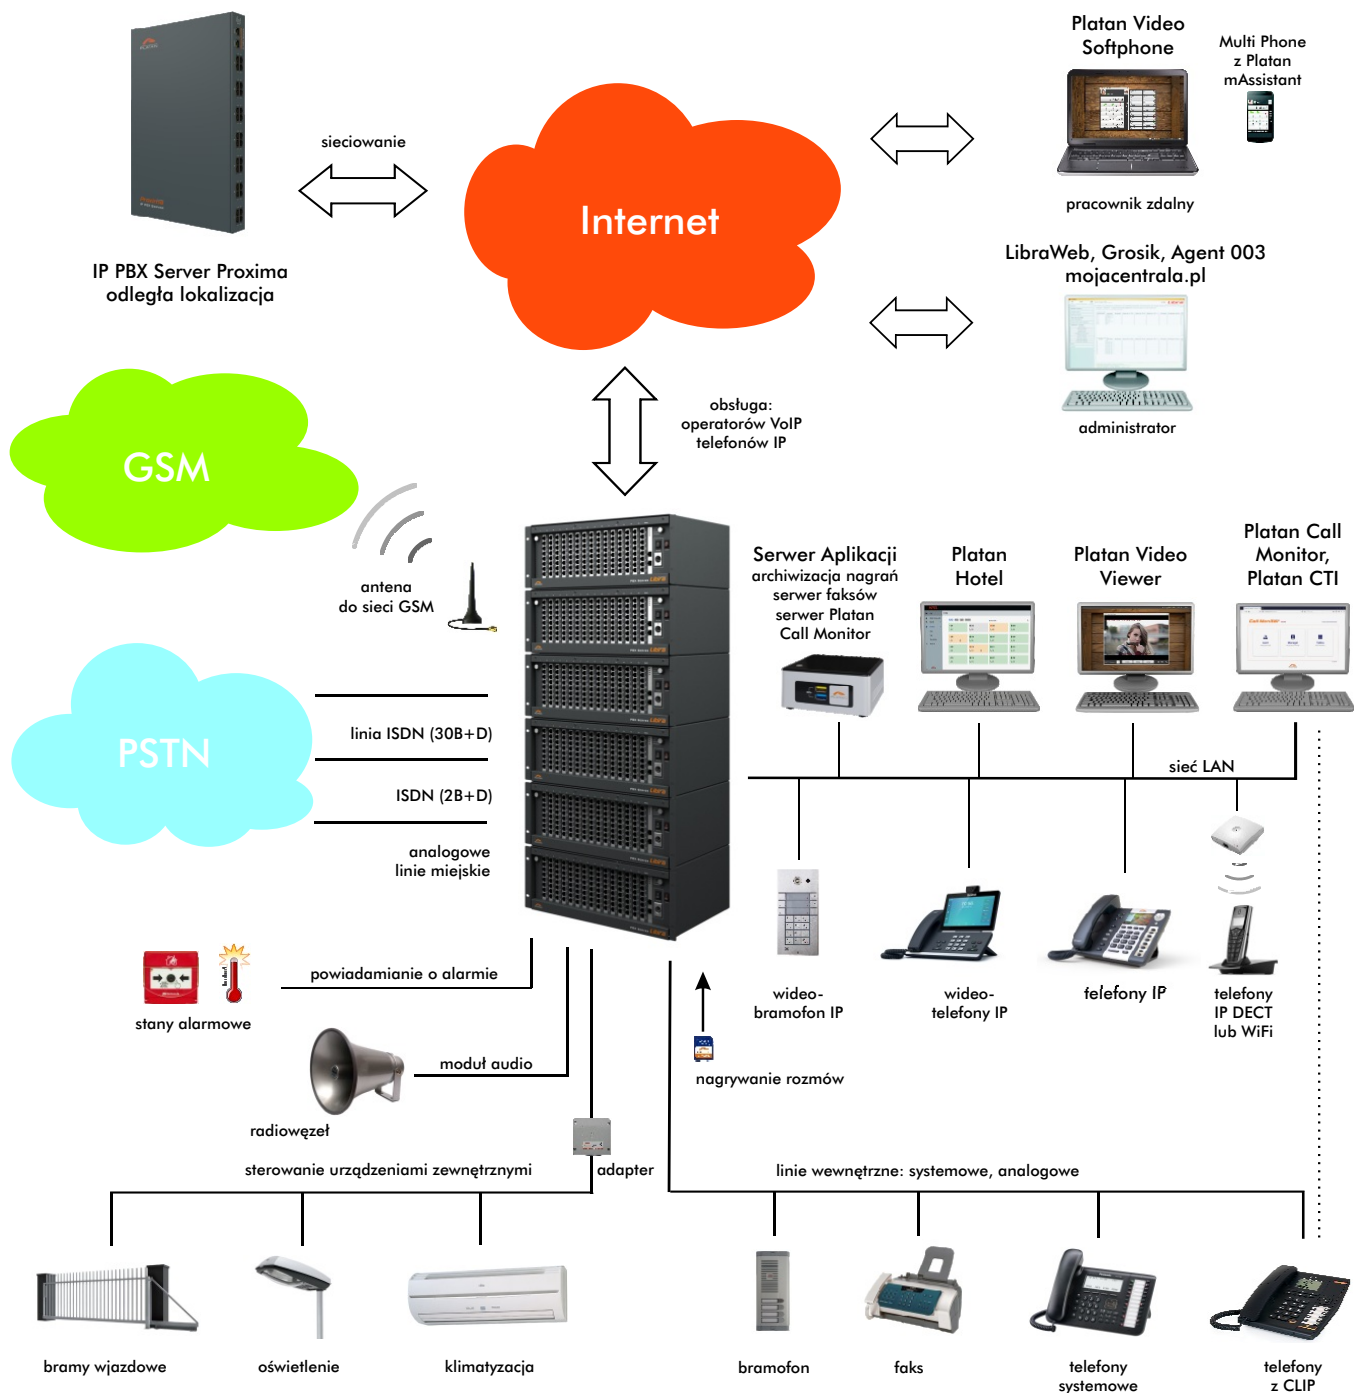 Platan Video
Softphone
Multi Phone
z Platan
mAssistant
sieciowanie
Internet
pracownik zdalny
IP PBX Server Proxima
odległa lokalizacja
LibraWeb, Grosik, Agent 003
mojacentrala.pl
administrator
obsługa:
operatorów VoIP
telefonów IP
GSM
antena
do sieci GSM
Serwer Aplikacji
archiwizacja nagrań
serwer faksów
serwer Platan
Call Monitor
Platan
Hotel
Platan Video
Viewer
Platan Call
Monitor,
Platan CTI
PSTN
linia ISDN (30B+D)
ISDN (2B+D)
analogowe
linie miejskie
sieć LAN
powiadamianie o alarmie
stany alarmowe
moduł audio
radiowęzeł
wideo-
bramofon IP
wideo-
telefony IP
telefony IP
telefony
IP DECT
lub WiFi
nagrywanie rozmów
sterowanie urządzeniami zewnętrznymi
adapter
linie wewnętrzne: systemowe, analogowe
bramy wjazdowe
oświetlenie
klimatyzacja
bramofon
faks
telefony
systemowe
telefony
z CLIP